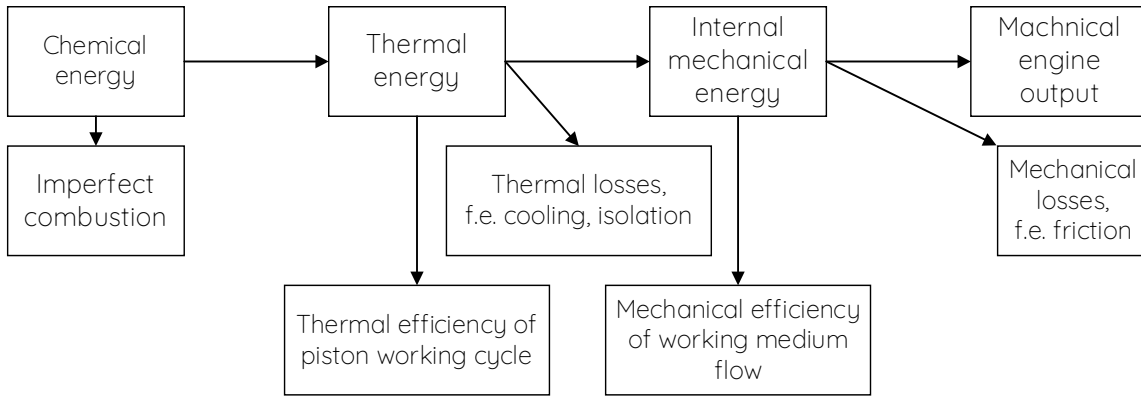 Chemical
energy
Thermal
energy
Internal
mechanical
energy
Machnical
engine
output
Imperfect
combustion
Thermal losses,
f.e. cooling, isolation
Mechanical
losses,
f.e. friction
Thermal efficiency of
piston working cycle
Mechanical efficiency
of working medium
flow